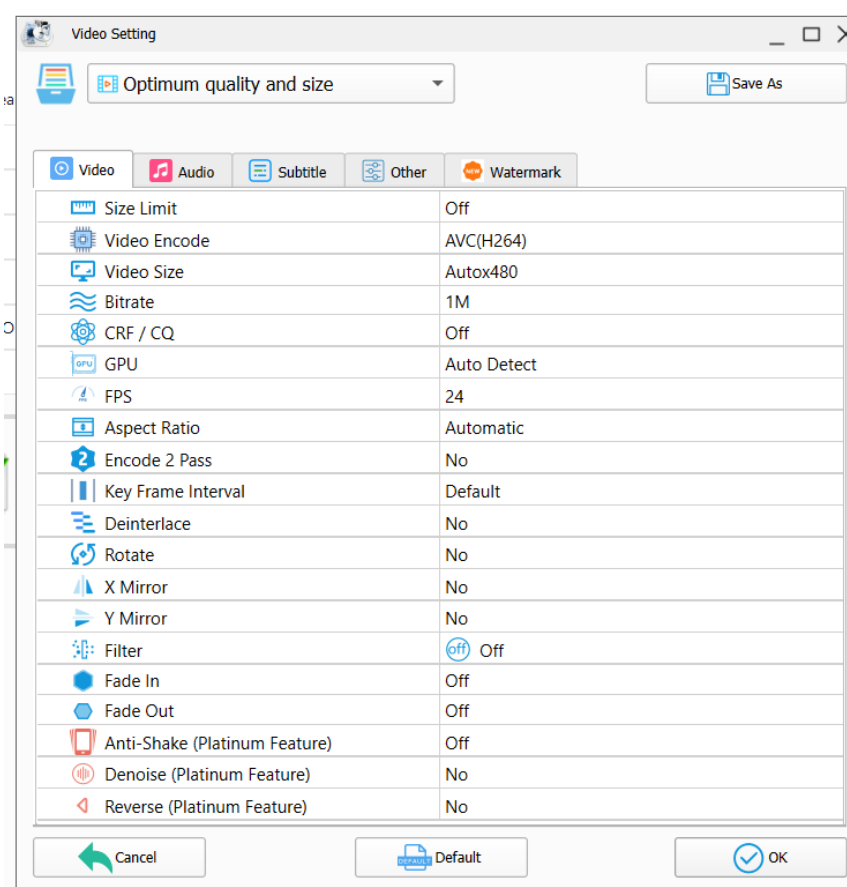 Video Setting
Optimum quality and size
Save As
ea
Video Audio Subtitle Other NEW Watermark
Size Limit Off
Video Encode AVC(H264)
Video Size Autox480
Bitrate 1M
O
CRF / CQ Off
GPU GPU Auto Detect
FPS 24
Aspect Ratio Automatic
2 Encode 2 Pass No
Key Frame Interval Default
Deinterlace No
Rotate No
X Mirror No
Y Mirror No
Filter off Off
Fade In Off
Fade Out Off
Anti-Shake (Platinum Feature) Off
Denoise (Platinum Feature) No
Reverse (Platinum Feature) No
Cancel DEFAULT Default OK